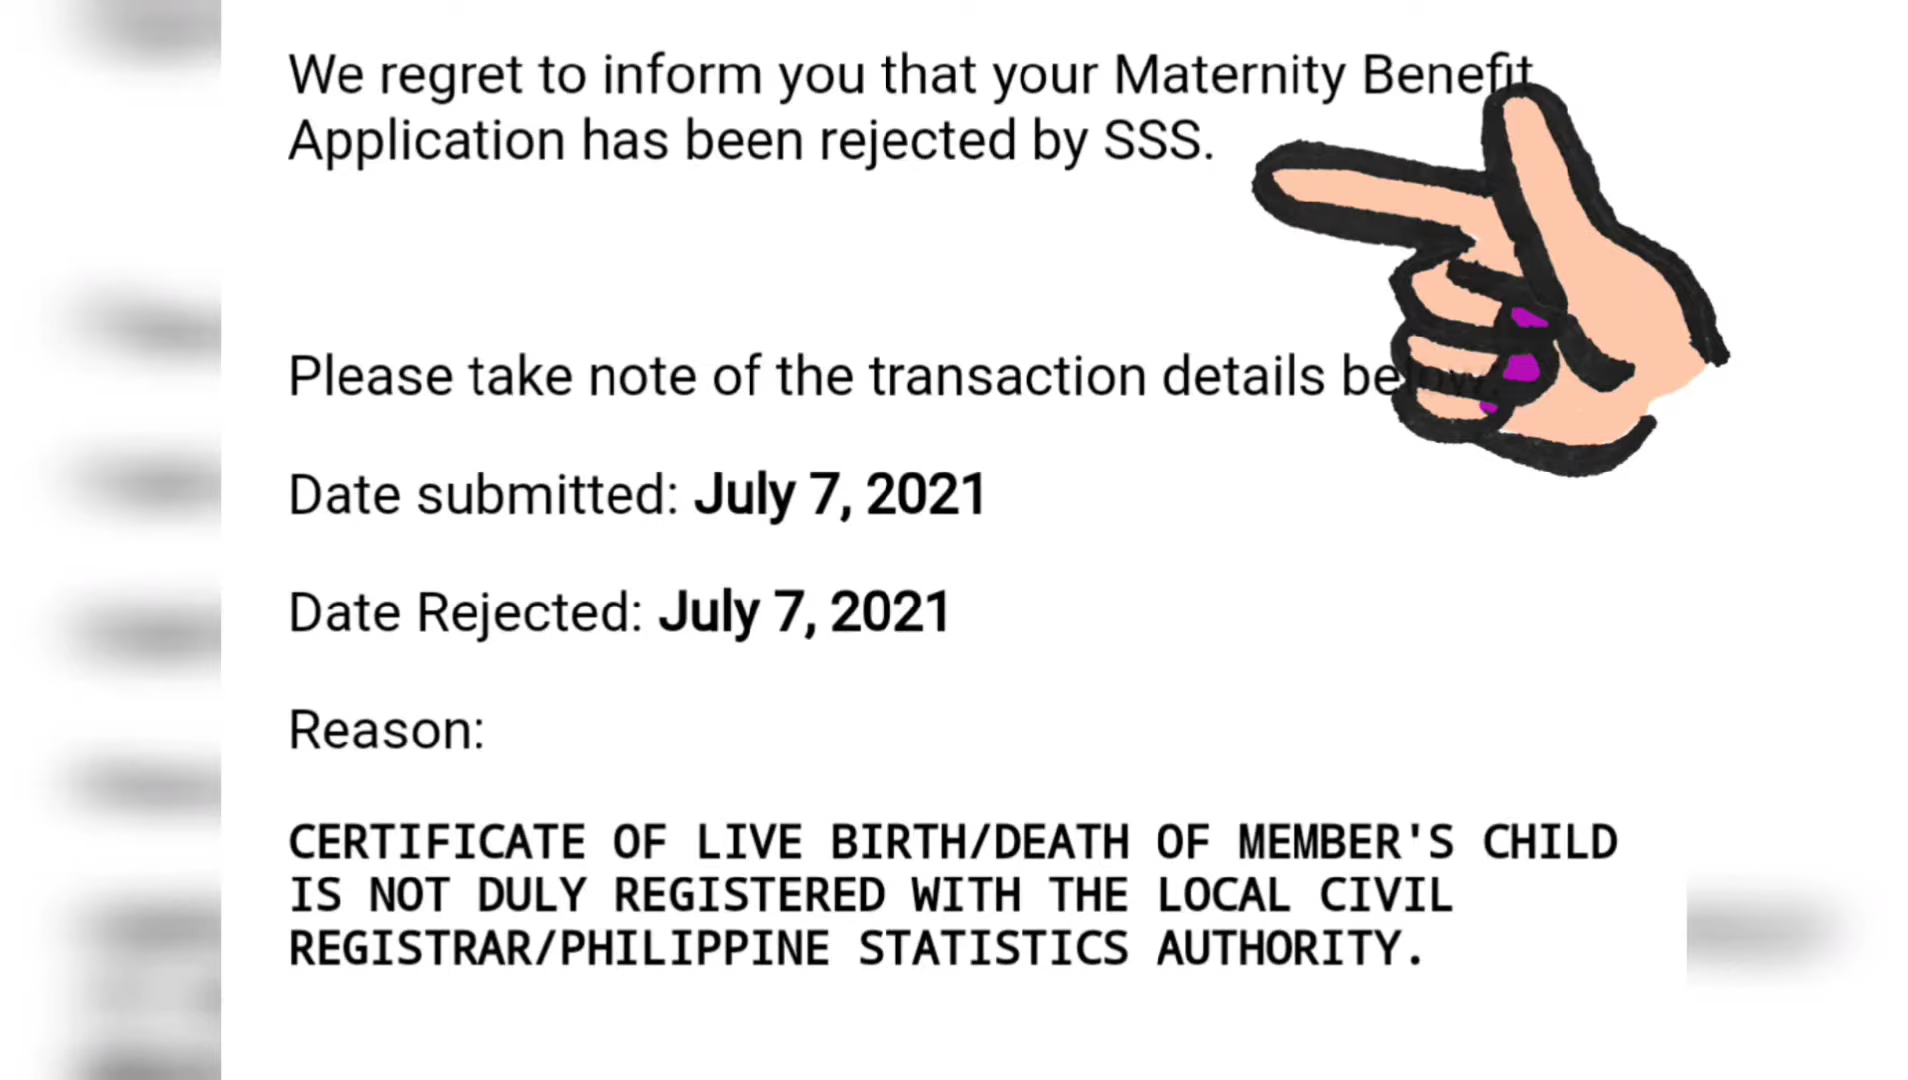 We regret to inform you that your Maternity Benefit
Application has been rejected by SSS.
Please take note of the transaction details below.
Date submitted: July 7, 2021
Date Rejected: July 7, 2021
Reason:
CERTIFICATE OF LIVE BIRTH/DEATH OF MEMBER'S CHILD
IS NOT DULY REGISTERED WITH THE LOCAL CIVIL
REGISTRAR/PHILIPPINE STATISTICS AUTHORITY.